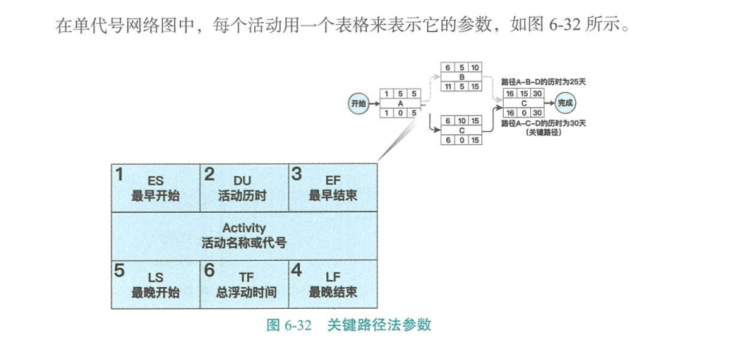 在单代号网络图中，每个活动用一个表格来表示它的参数，如图 6-32 所示。
6 5 10
B
11 5 15
路径A-B-D的历时为25天
开始
1 5 5
A
1 0 5
16 15 30
C
16 0 30
完成
6 10 15
C
6 0 15
路径A-C-D的历时为30天
(关键路径)
1 ES 最早开始
2 DU 活动历时
3 EF 最早结束
Activity
活动名称或代号
5 LS 最晚开始
6 TF 总浮动时间
4 LF 最晚结束
图 6-32 关键路径法参数